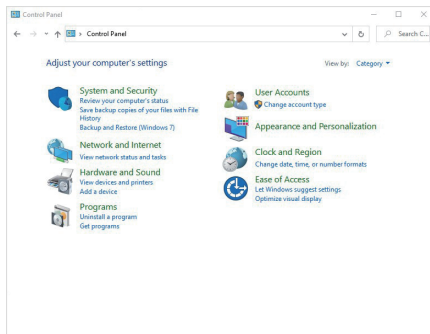 Control Panel
Control Panel
Search C...
Adjust your computer's settings
View by: Category
System and Security
Review your computer's status
Save backup copies of your files with File
History
Backup and Restore (Windows 7)
Network and Internet
View network status and tasks
Hardware and Sound
View devices and printers
Add a device
Programs
Uninstall a program
Get programs
User Accounts
Change account type
Appearance and Personalization
Clock and Region
Change date, time, or number formats
Ease of Access
Let Windows suggest settings
Optimize visual display